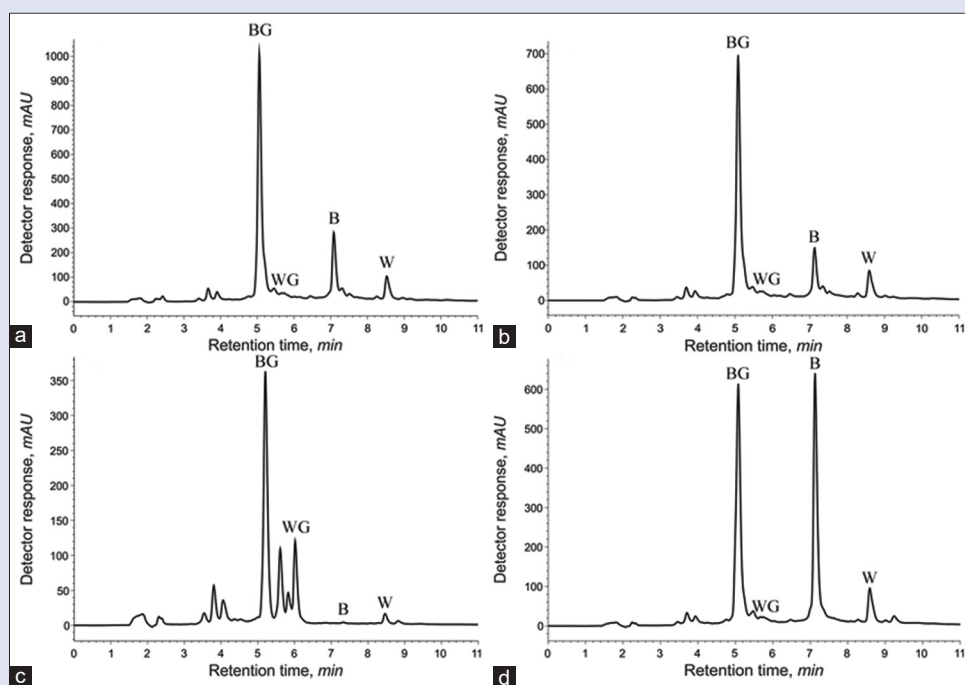 BG
B
W
WG
Detector response, mAU
1000
900
800
700
600
500
400
300
200
100
0
0 1 2 3 4 5 6 7 8 9 10 11
Retention time, min
a
BG
B
W
WG
Detector response, mAU
700
600
500
400
300
200
100
0
0 1 2 3 4 5 6 7 8 9 10 11
Retention time, min
b
BG
WG
B
W
Detector response, mAU
350
300
250
200
150
100
50
0
0 1 2 3 4 5 6 7 8 9 10 11
Retention time, min
c
BG
B
W
WG
Detector response, mAU
600
500
400
300
200
100
0
0 1 2 3 4 5 6 7 8 9 10 11
Retention time, min
d